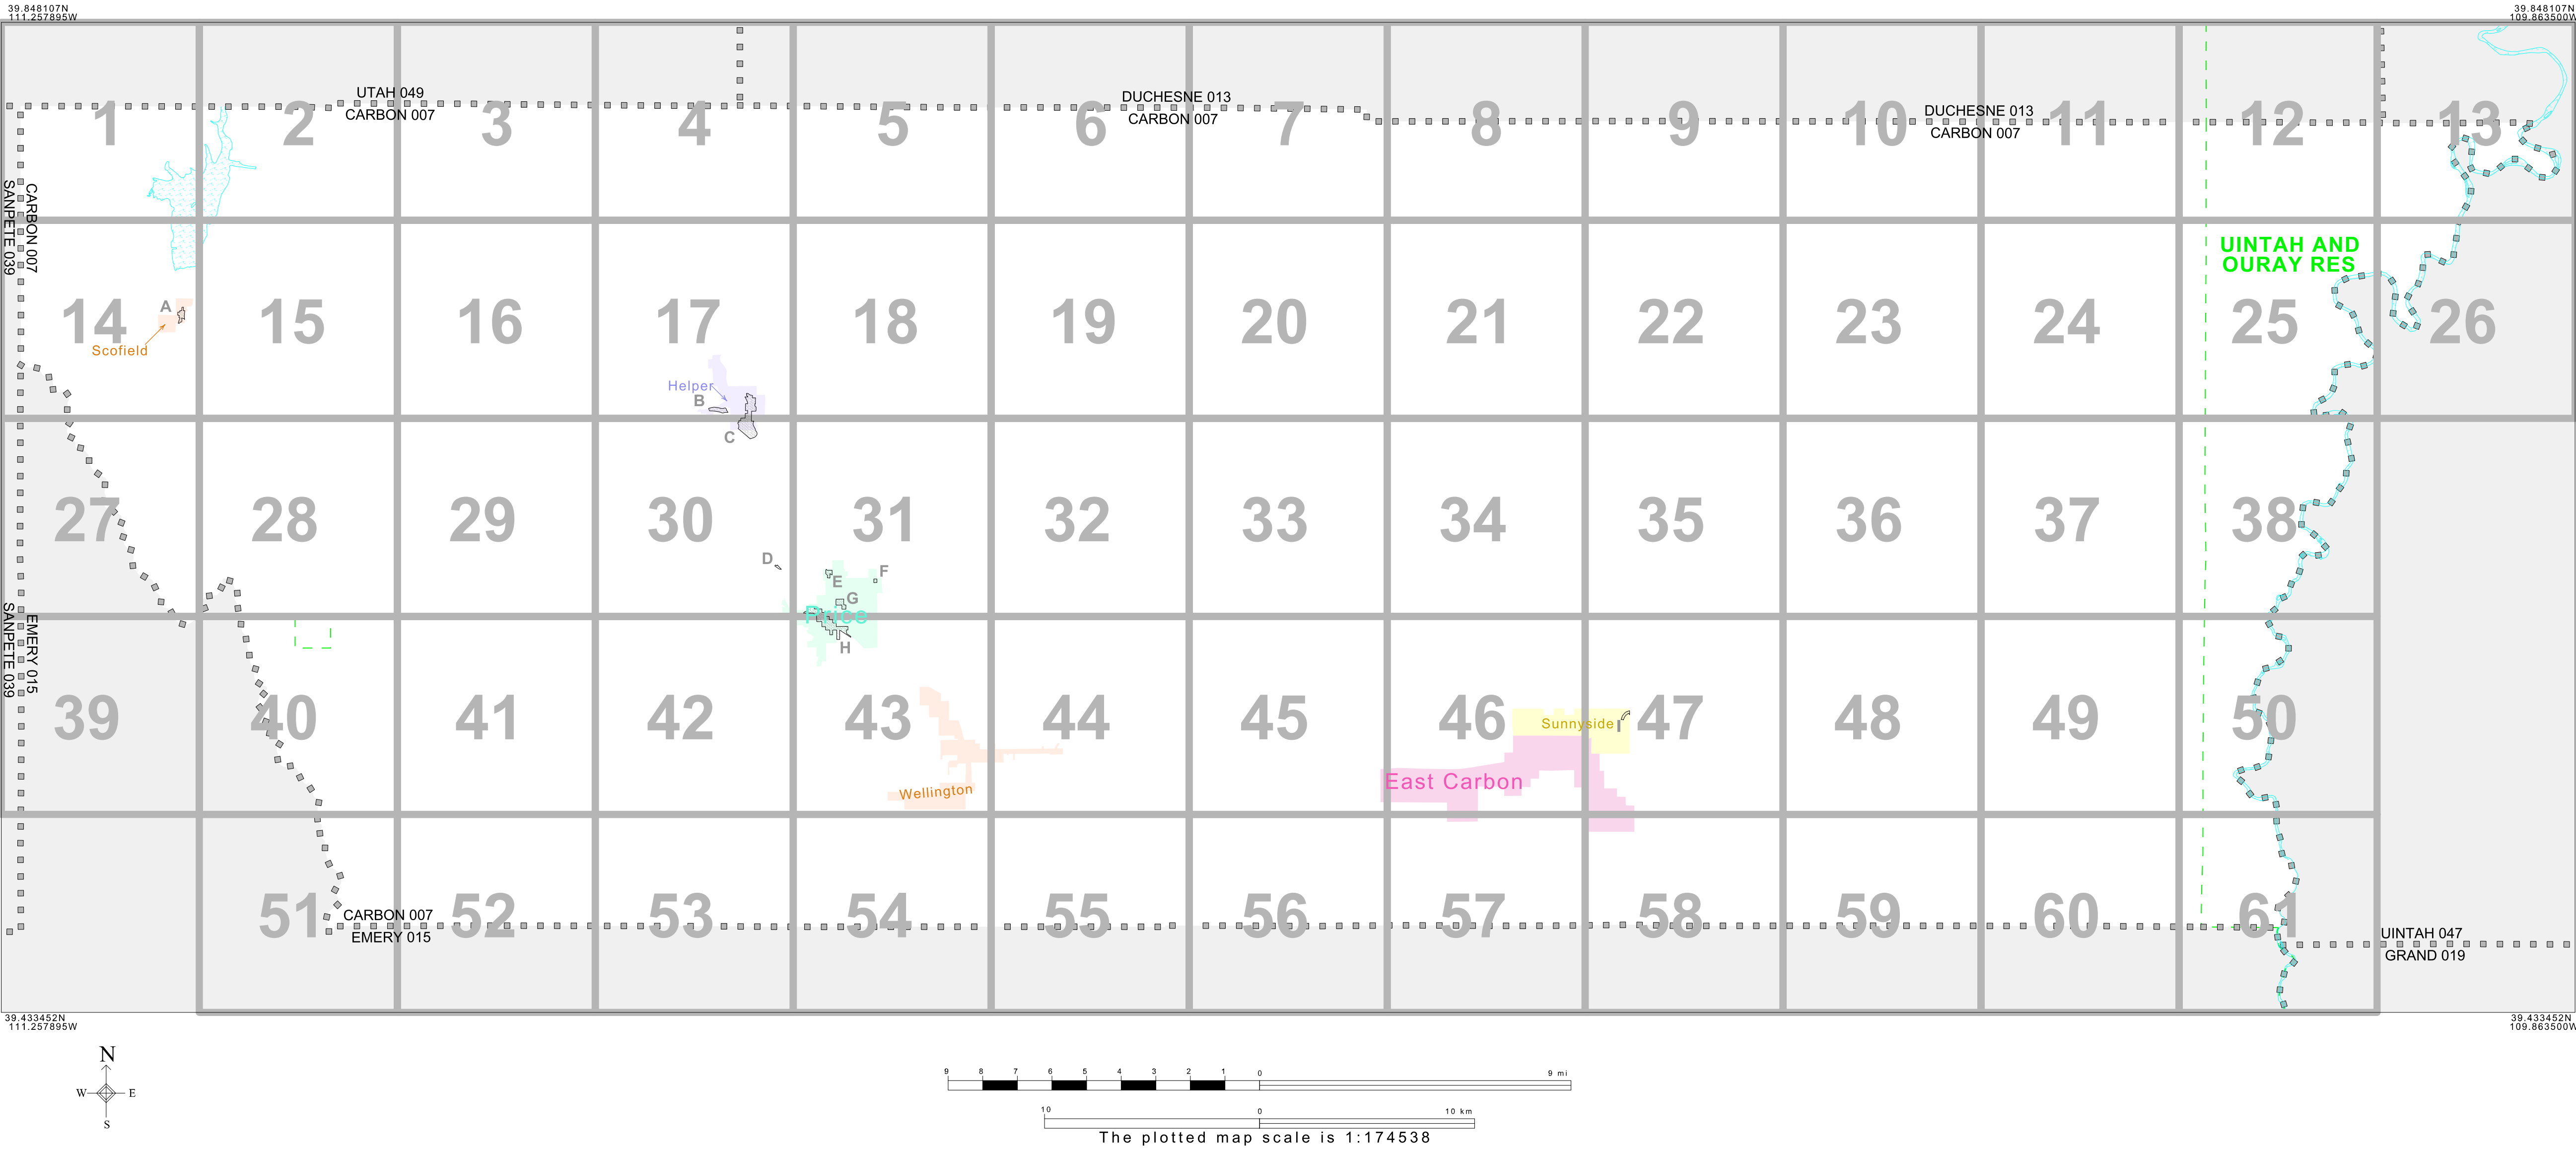 39.848107N
111.257895W
39.848107N
109.863500W
UTAH 049
CARBON 007
DUCHESNE 013
CARBON 007
DUCHESNE 013
CARBON 007
1
2
3
4
5
6
7
8
9
10
11
12
13
CARBON 007
SANPETE 039
UINTAH AND
OURAY RES
14
15
16
17
18
19
20
21
22
23
24
25
26
A
Scofield
Helper
B
C
27
28
29
30
31
32
33
34
35
36
37
38
D
E
F
G
Price
H
EMERY 015
SANPETE 039
39
40
41
42
43
44
45
46
47
48
49
50
Sunnyside
I
East Carbon
Wellington
51
52
53
54
55
56
57
58
59
60
61
CARBON 007
EMERY 015
UINTAH 047
GRAND 019
39.433452N
111.257895W
39.433452N
109.863500W
N
W E
S
9 8 7 6 5 4 3 2 1 0 9 mi
10 0 10 km
The plotted map scale is 1:174538